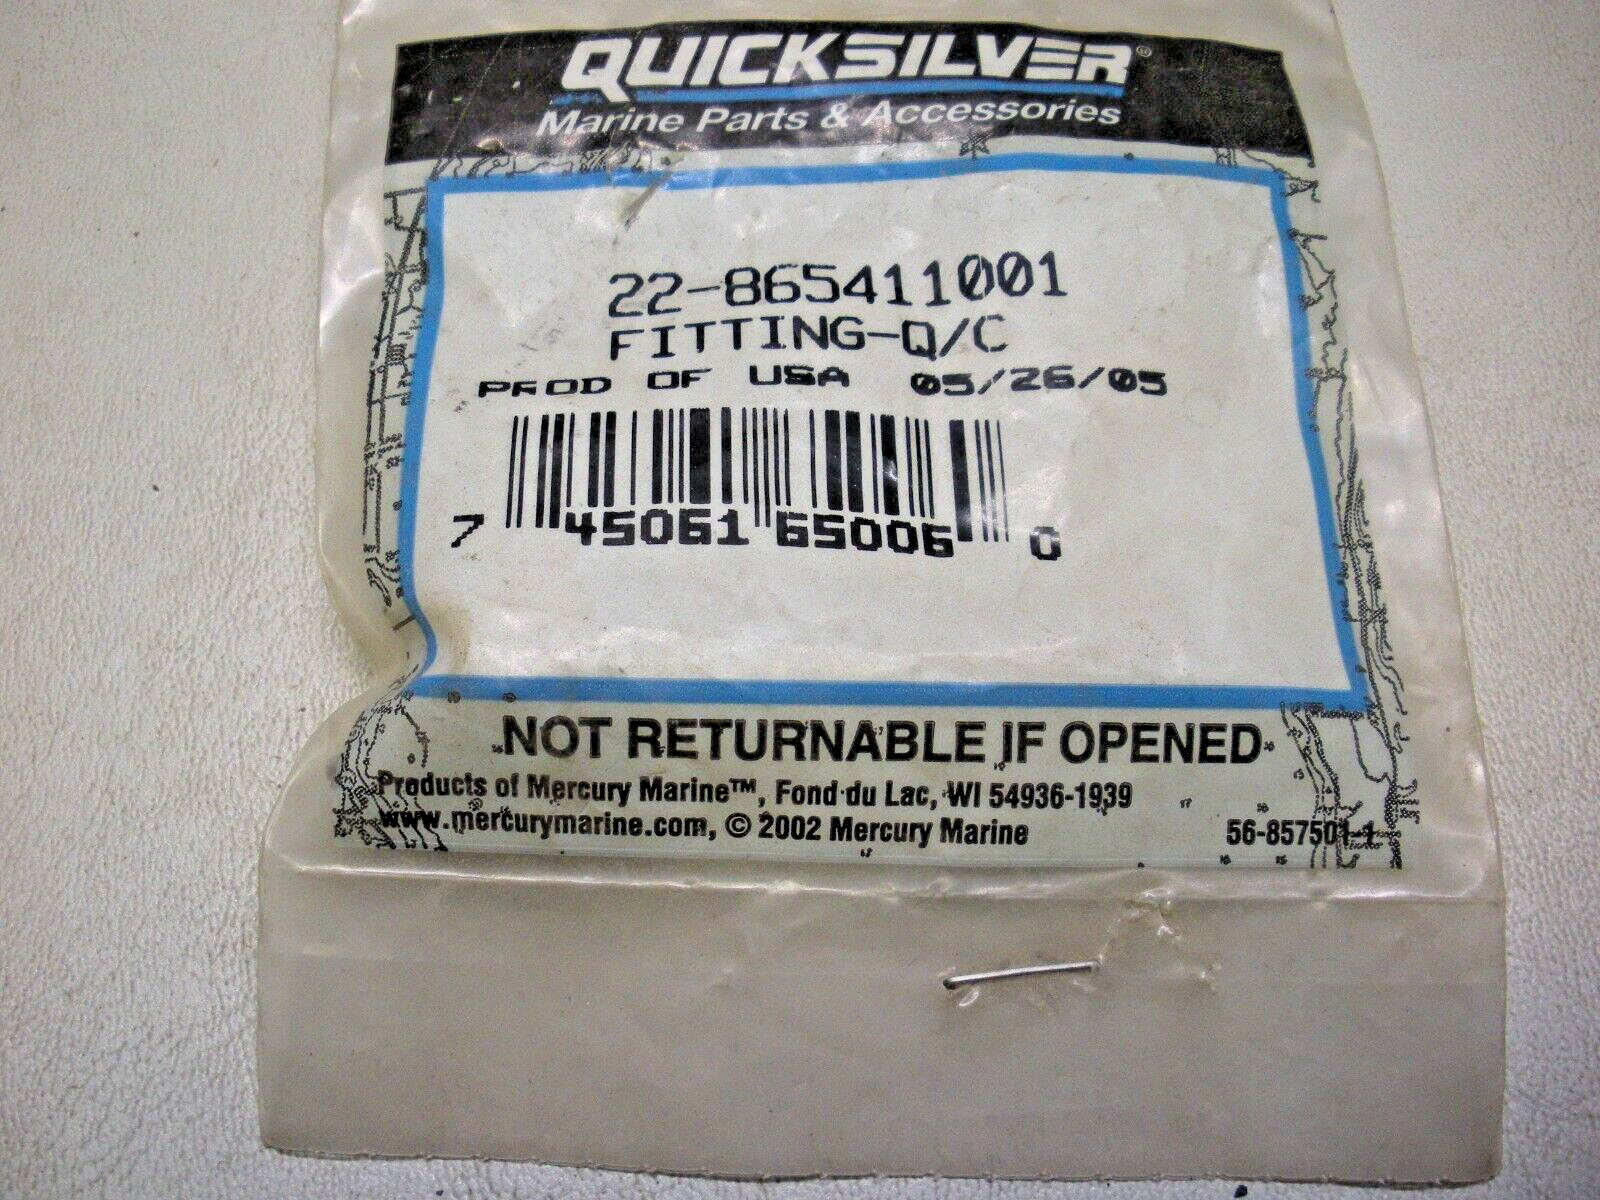 QUICKSILVER®
Marine Parts & Accessories
22-865411001
FITTING-Q/C
PROD OF USA 05/26/05
7 45061 65006 0
NOT RETURNABLE IF OPENED
Products of Mercury Marine™, Fond du Lac, WI 54936-1939
www.mercurymarine.com, © 2002 Mercury Marine 56-857501-1